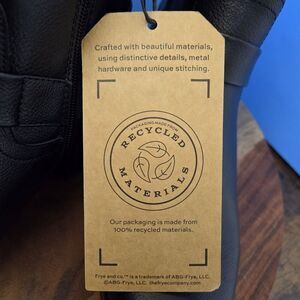 Crafted with beautiful materials,
using distinctive details, metal
hardware and unique stitching.
PACKAGING MADE FROM
RECYCLED
MATERIALS
Our packaging is made from
100% recycled materials.
Frye and co.™ is a trademark of ABG-Frye, LLC.
©ABG-Frye, LLC. thefryecompany.com